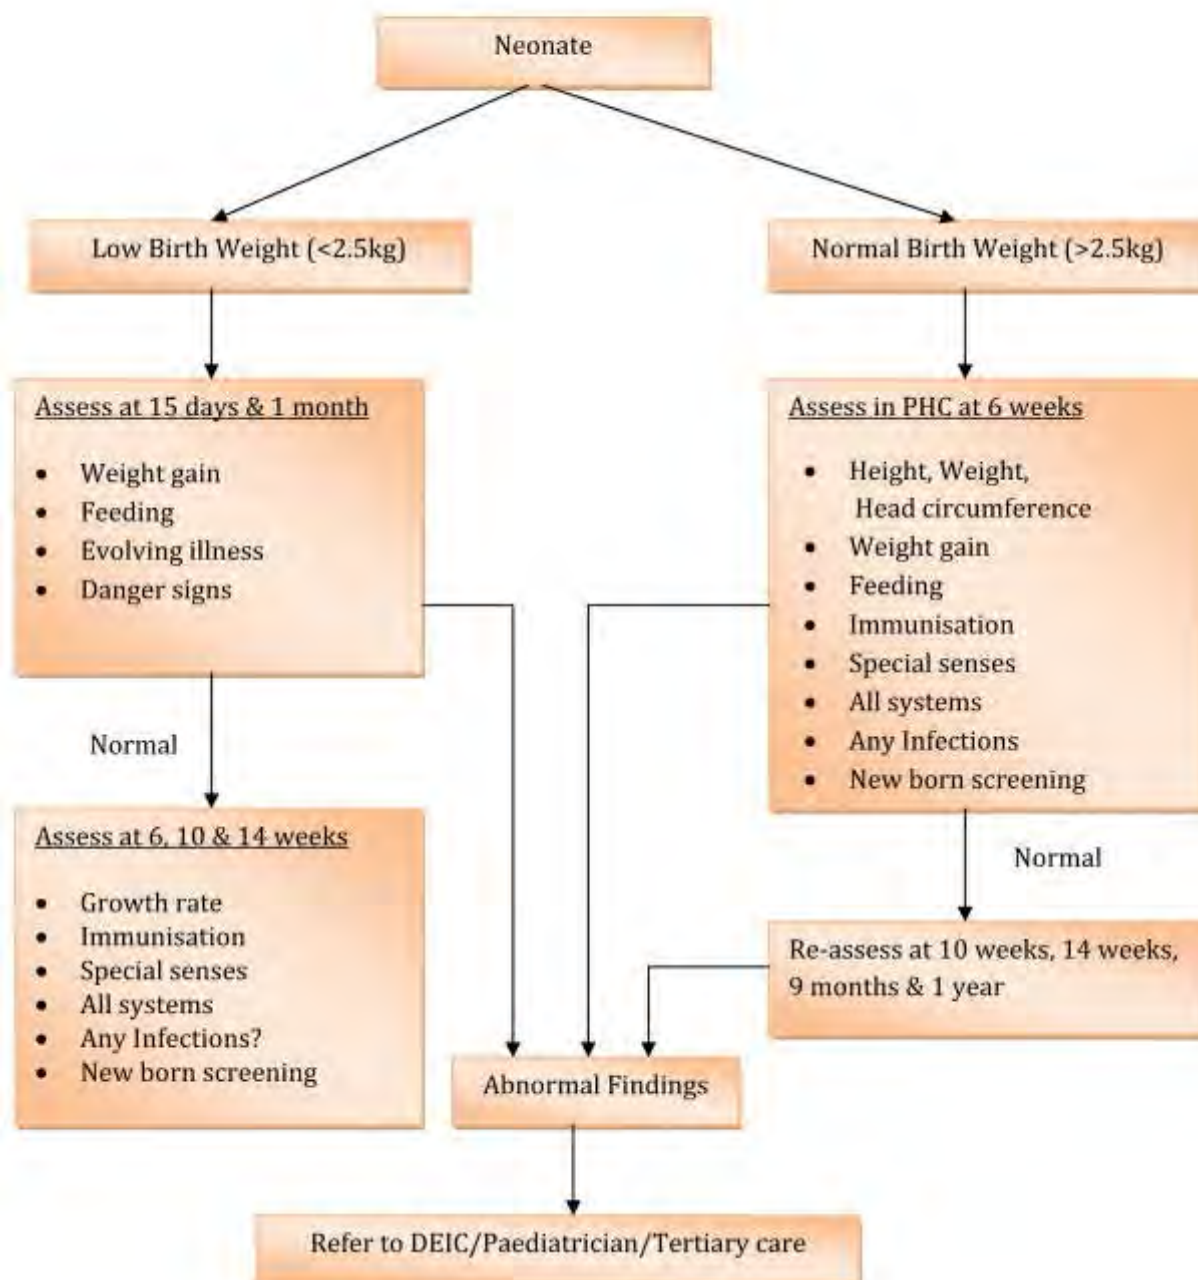 Neonate
Low Birth Weight (<2.5kg)
Normal Birth Weight (>2.5kg)
Assess at 15 days & 1 month
• Weight gain
• Feeding
• Evolving illness
• Danger signs
Assess in PHC at 6 weeks
• Height, Weight,
Head circumference
• Weight gain
• Feeding
• Immunisation
• Special senses
• All systems
• Any Infections
• New born screening
Normal
Normal
Assess at 6, 10 & 14 weeks
• Growth rate
• Immunisation
• Special senses
• All systems
• Any Infections?
• New born screening
Re-assess at 10 weeks, 14 weeks,
9 months & 1 year
Abnormal Findings
Refer to DEIC/Paediatrician/Tertiary care